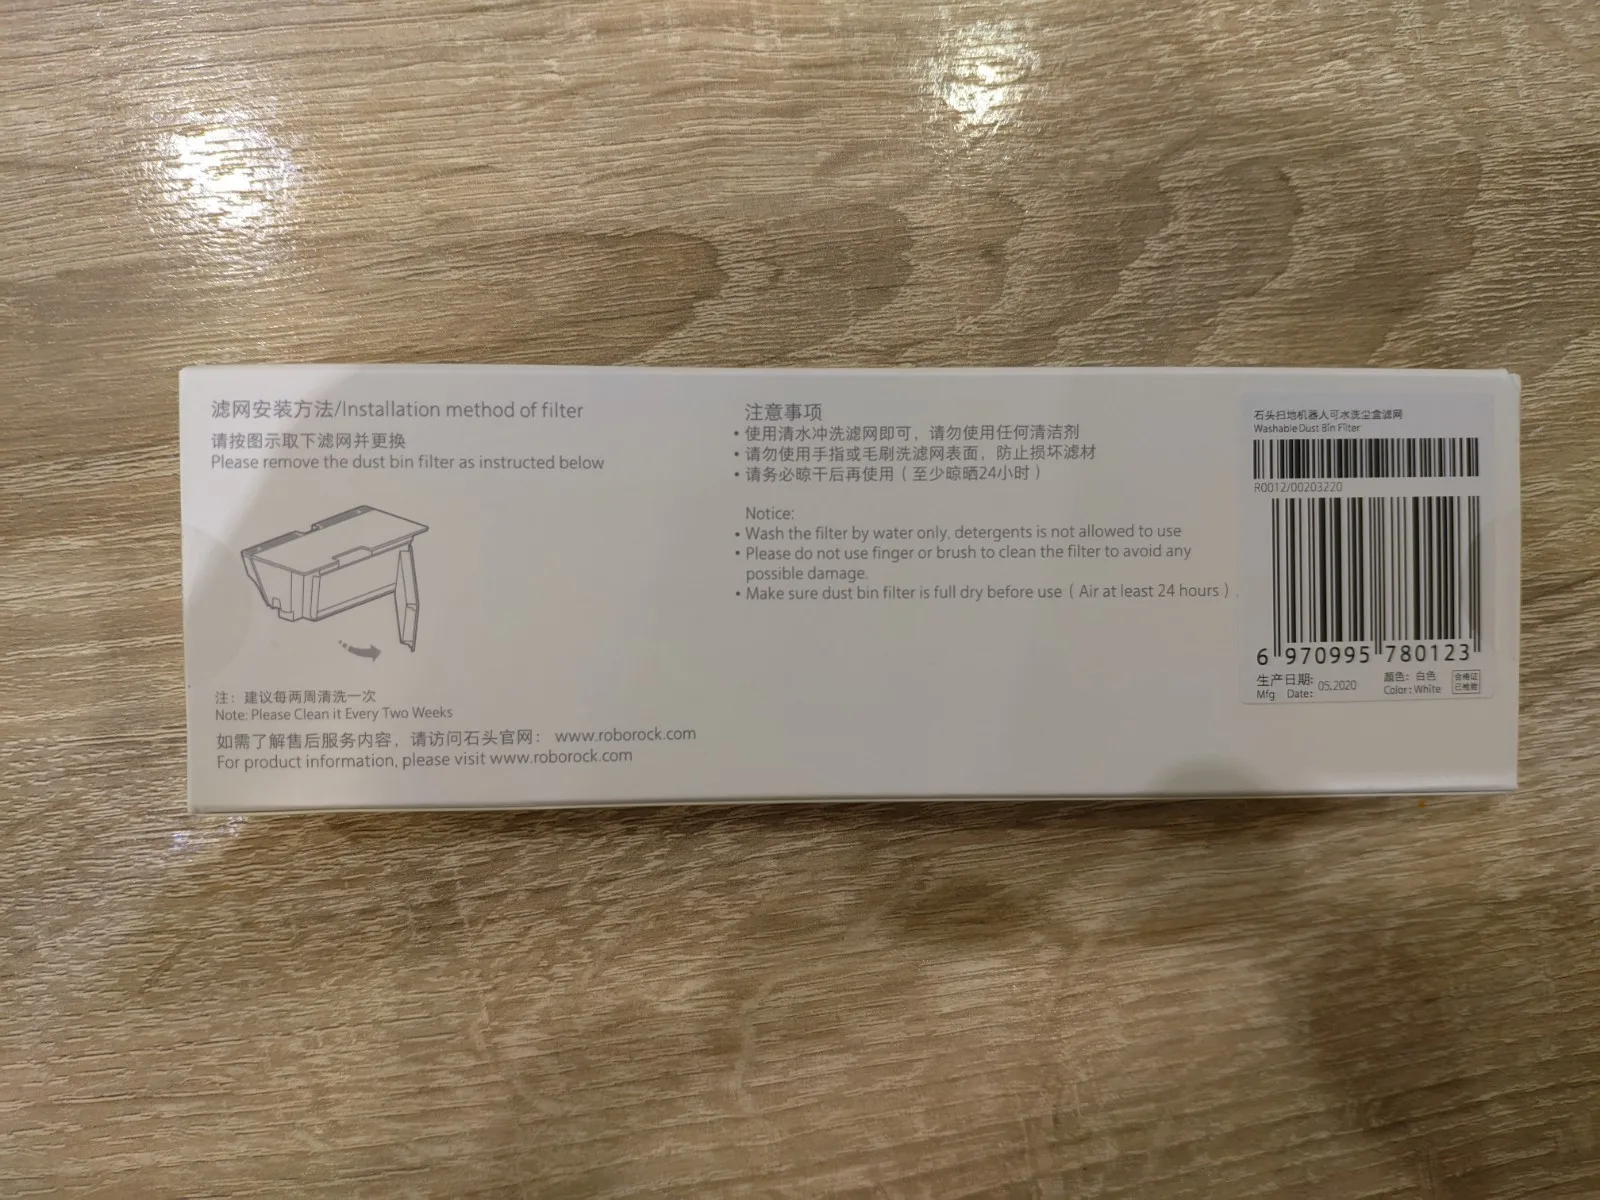 滤网安装方法/Installation method of filter
请按图示取下滤网并更换
Please remove the dust bin filter as instructed below
注：建议每两周清洗一次
Note: Please Clean it Every Two Weeks
如需了解售后服务内容，请访问石头官网： www.roborock.com
For product information, please visit www.roborock.com
注意事项
• 使用清水冲洗滤网即可，请勿使用任何清洁剂
• 请勿使用手指或毛刷洗滤网表面，防止损坏滤材
• 请务必晾干后再使用（至少晾晒24小时）
Notice:
• Wash the filter by water only, detergents is not allowed to use
• Please do not use finger or brush to clean the filter to avoid any
possible damage.
• Make sure dust bin filter is full dry before use（Air at least 24 hours）.
石头扫地机器人可水洗尘盒滤网
Washable Dust Bin Filter
R0012/00203220
6 970995 780123
生产日期:
Mfg Date:
05.2020
颜色：白色
Color: White
合格证
已检验